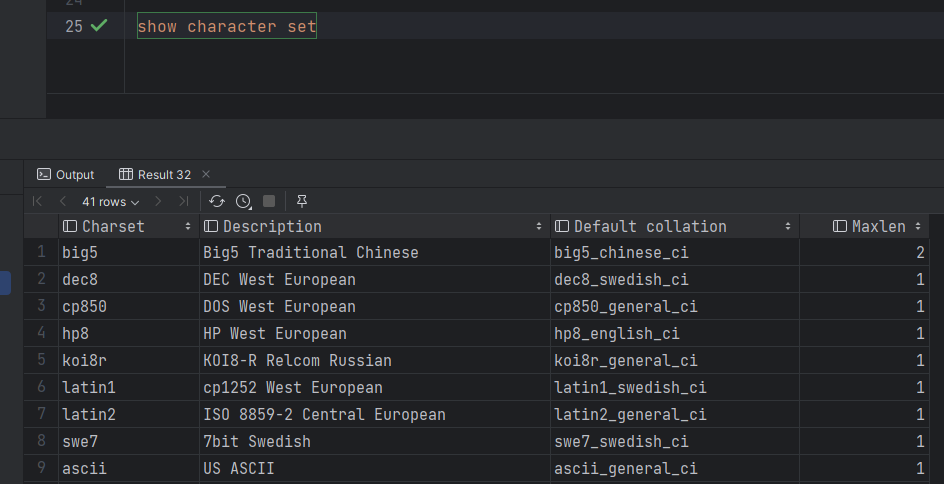 24
25 show character set
Output Result 32
41 rows
Charset Description Default collation Maxlen
1 big5 Big5 Traditional Chinese big5_chinese_ci 2
2 dec8 DEC West European dec8_swedish_ci 1
3 cp850 DOS West European cp850_general_ci 1
4 hp8 HP West European hp8_english_ci 1
5 koi8r KOI8-R Relcom Russian koi8r_general_ci 1
6 latin1 cp1252 West European latin1_swedish_ci 1
7 latin2 ISO 8859-2 Central European latin2_general_ci 1
8 swe7 7bit Swedish swe7_swedish_ci 1
9 ascii US ASCII ascii_general_ci 1